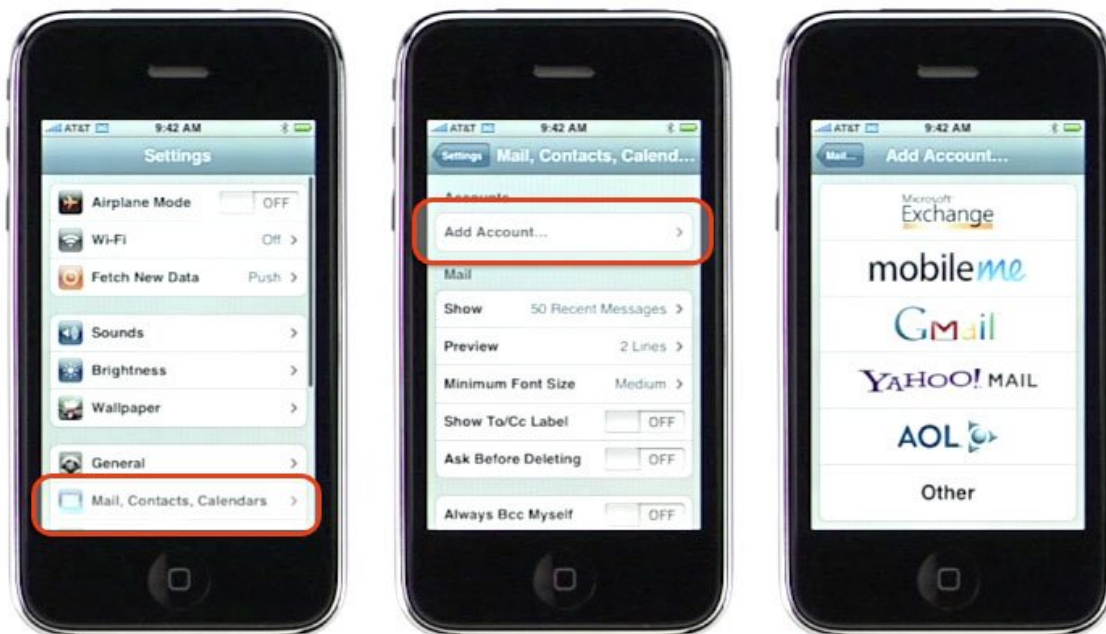 AT&T 9:42 AM
Settings
Airplane Mode OFF
Wi-Fi Off
Fetch New Data Push
Sounds
Brightness
Wallpaper
General
Mail, Contacts, Calendars
AT&T 9:42 AM
Settings Mail, Contacts, Calend...
Accounts
Add Account...
Mail
Show 50 Recent Messages
Preview 2 Lines
Minimum Font Size Medium
Show To/Cc Label OFF
Ask Before Deleting OFF
Always Bcc Myself OFF
AT&T 9:42 AM
Mail... Add Account...
Microsoft
Exchange
mobileme
GMail
YAHOO! MAIL
AOL
Other